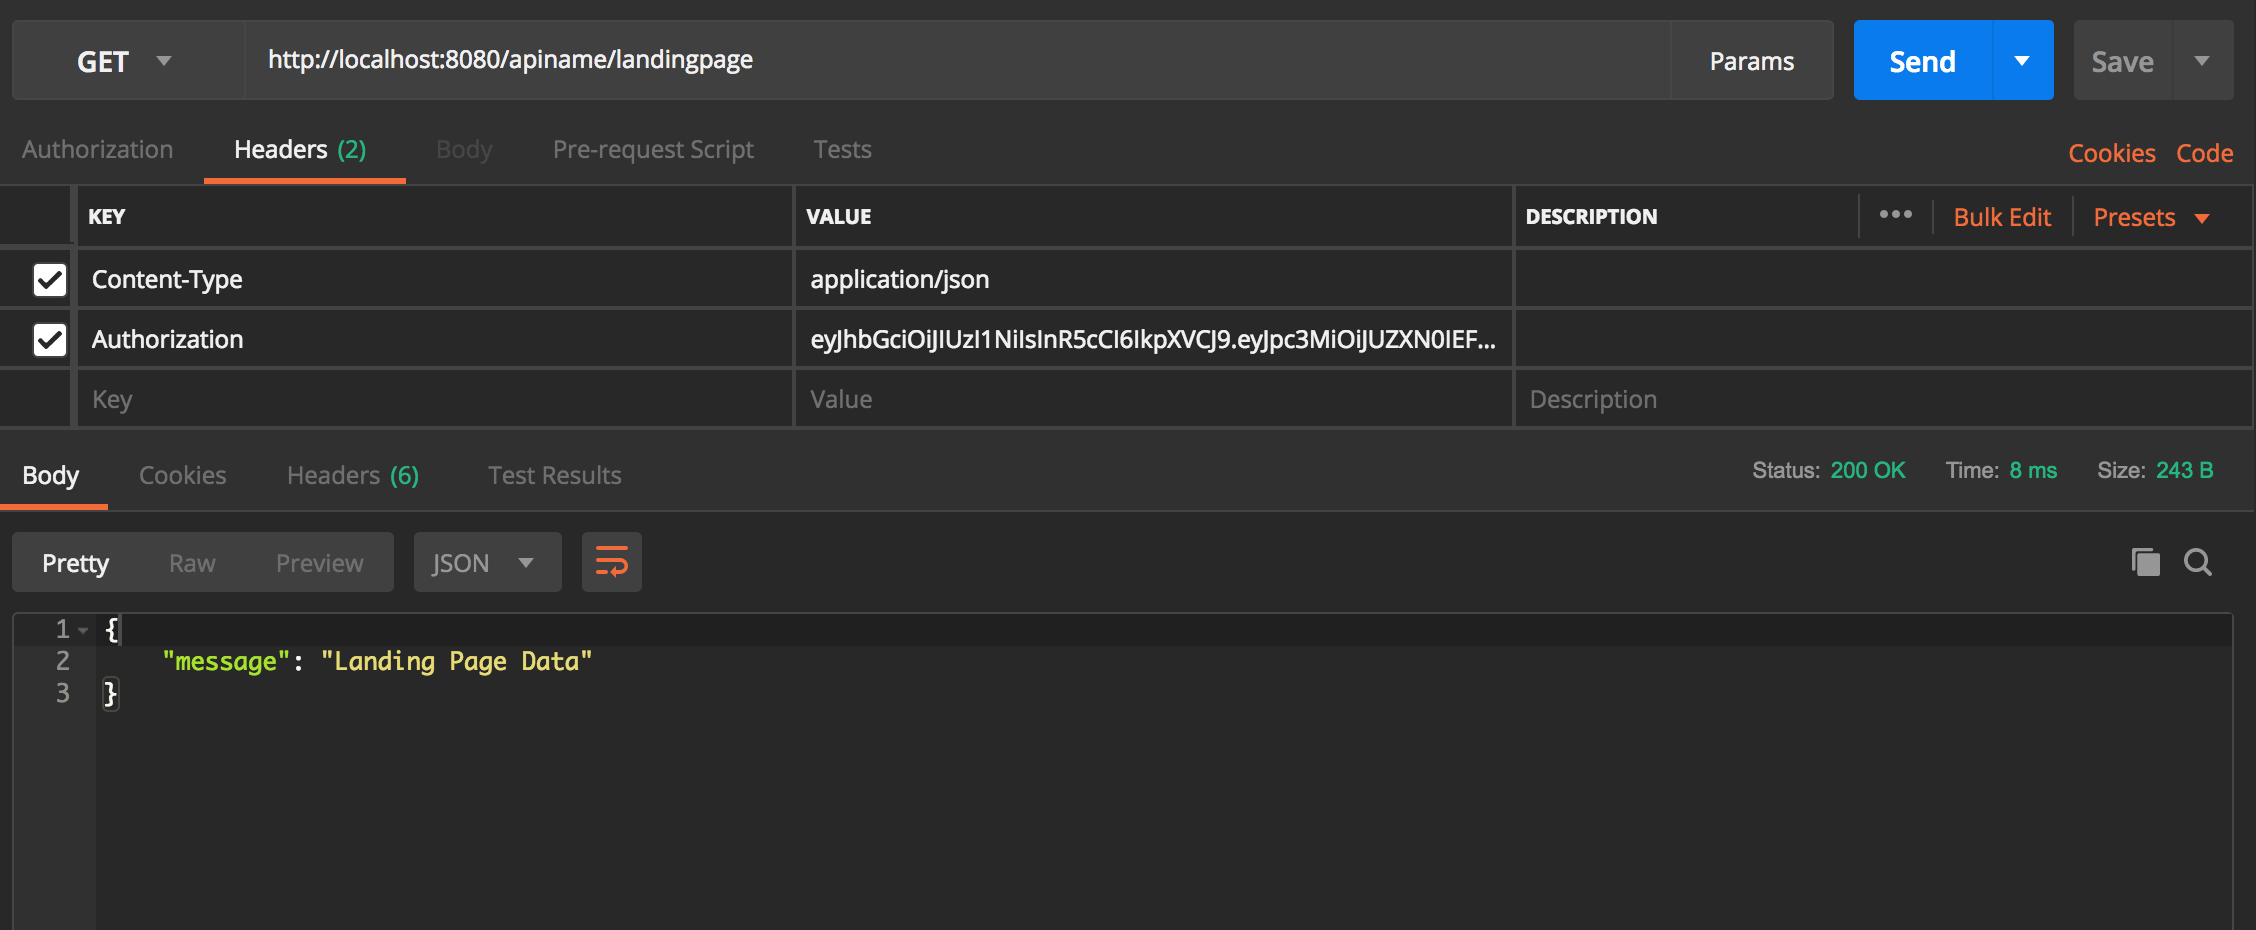 GET http://localhost:8080/apiname/landingpage Params Send Save
Authorization Headers (2) Body Pre-request Script Tests Cookies Code
KEY VALUE DESCRIPTION ••• Bulk Edit Presets
Content-Type application/json
Authorization eyJhbGciOiJIUzI1NiIsInR5cCI6IkpXVCJ9.eyJpc3MiOiJUZXN0IEF...
Key Value Description
Body Cookies Headers (6) Test Results Status: 200 OK Time: 8 ms Size: 243 B
Pretty Raw Preview JSON
1 {
2 "message": "Landing Page Data"
3 }